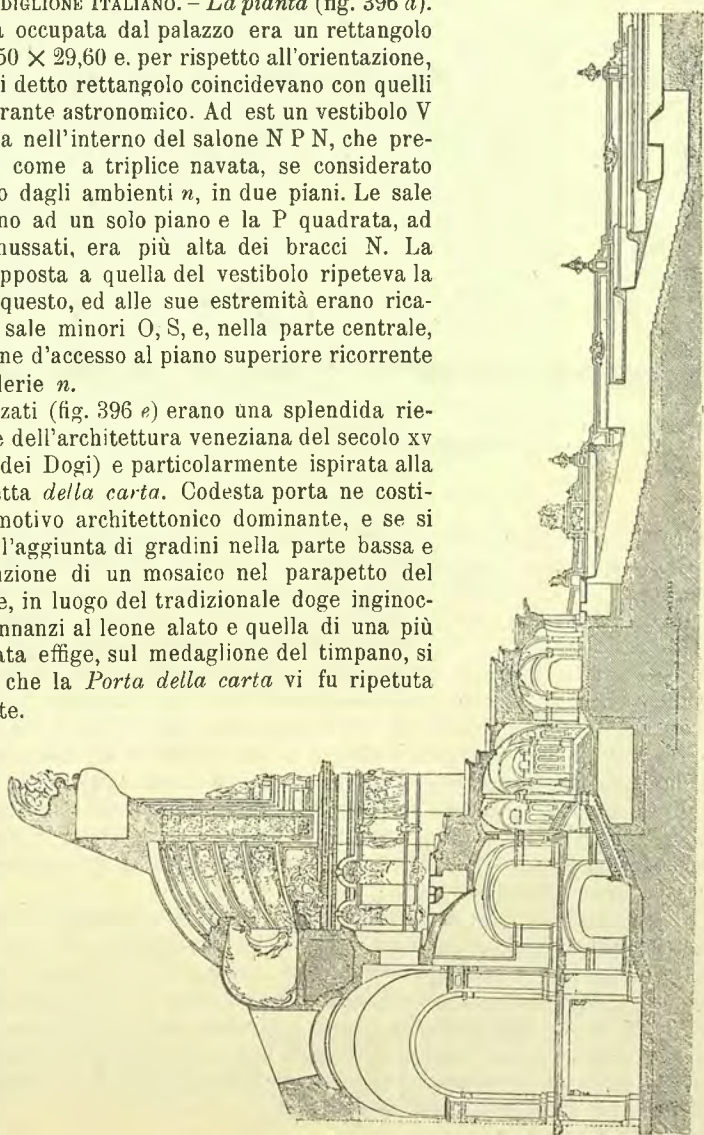 DIGLIONE ITALIANO. – La pianta (fig. 396 a).
occupata dal palazzo era un rettangolo
50 × 29,60 e. per rispetto all'orientazione,
i detto rettangolo coincidevano con quelli
rante astronomico. Ad est un vestibolo V
a nell'interno del salone N P N, che pre-
come a triplice navata, se considerato
o dagli ambienti n, in due piani. Le sale
no ad un solo piano e la P quadrata, ad
nussati, era più alta dei bracci N. La
pposta a quella del vestibolo ripeteva la
questo, ed alle sue estremità erano rica-
sale minori O, S, e, nella parte centrale,
ne d'accesso al piano superiore ricorrente
lerie n.
zati (fig. 396 e) erano una splendida rie-
e dell'architettura veneziana del secolo XV
dei Dogi) e particolarmente ispirata alla
tta della carta. Codesta porta ne costi-
motivo architettonico dominante, e se si
l'aggiunta di gradini nella parte bassa e
zione di un mosaico nel parapetto del
e, in luogo del tradizionale doge inginoc-
nnanzi al leone alato e quella di una più
ata effige, sul medaglione del timpano, si
che la Porta della carta vi fu ripetuta
te.